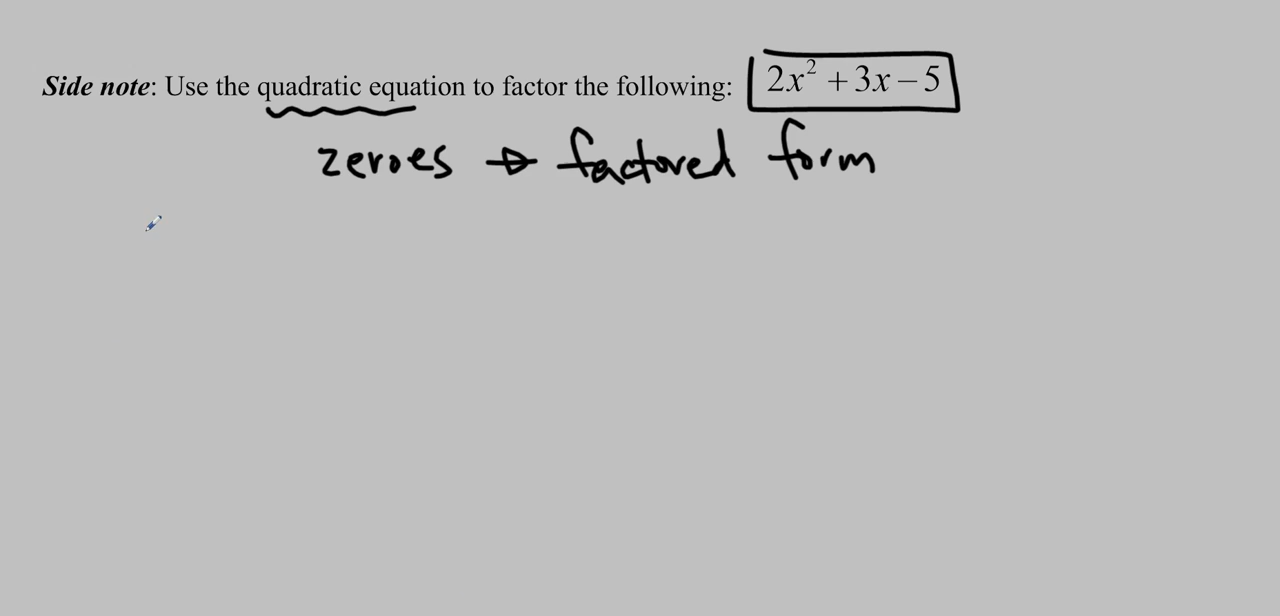 Side note: Use the quadratic equation to factor the following: 2x² + 3x – 5
zeroes → factored form